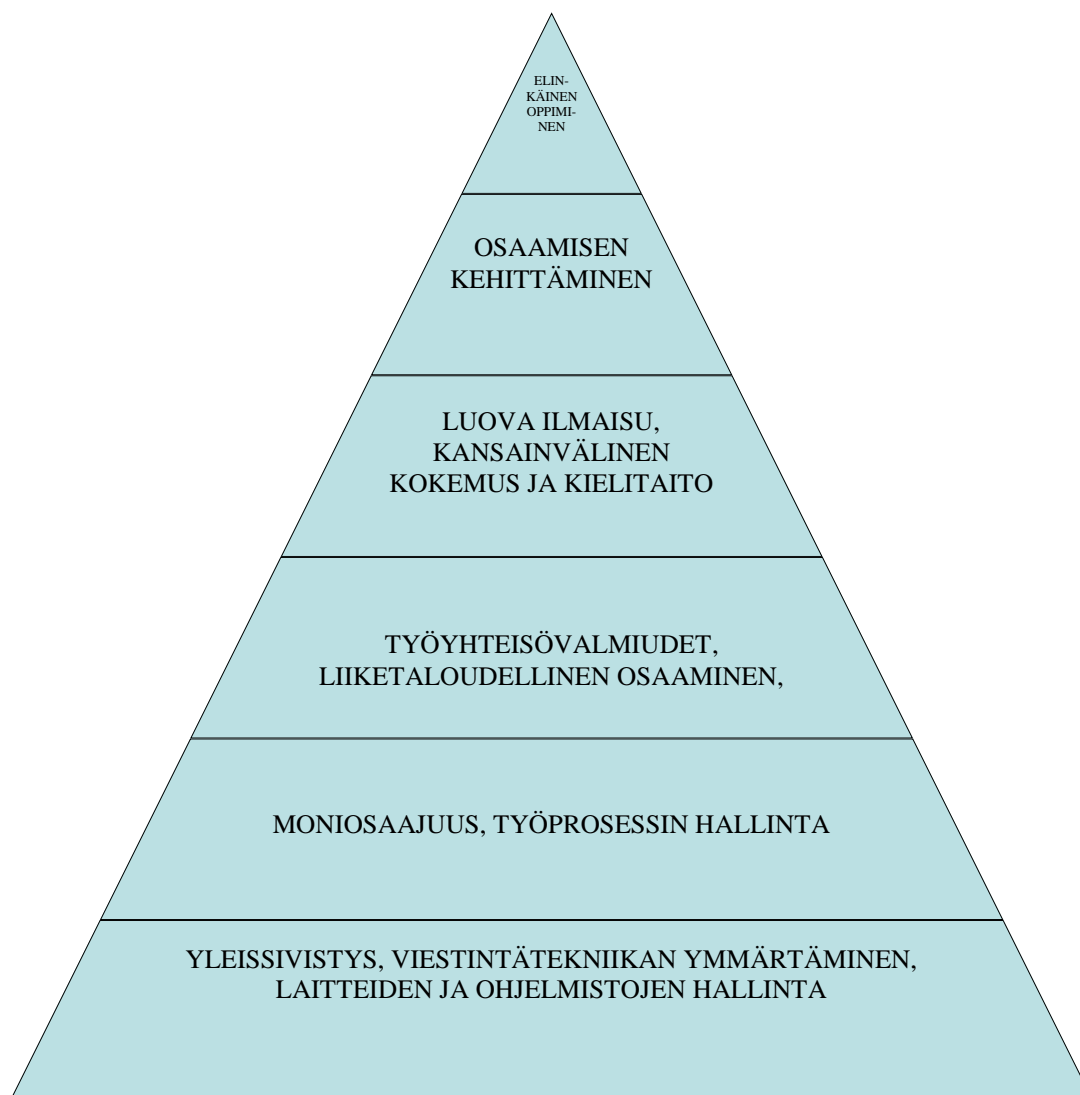 ELIN-
KÄINEN
OPPIMI-
NEN
OSAAMISEN
KEHITTÄMINEN
LUOVA ILMAISU,
KANSAINVÄLINEN
KOKEMUS JA KIELITAITO
TYÖYHTEISÖVALMIUDET,
LIIKETALOUDELLINEN OSAAMINEN,
MONIOSAAJUUS, TYÖPROSESSIN HALLINTA
YLEISSIVISTYS, VIESTINTÄTEKNIIKAN YMMÄRTÄMINEN,
LAITTEIDEN JA OHJELMISTOJEN HALLINTA